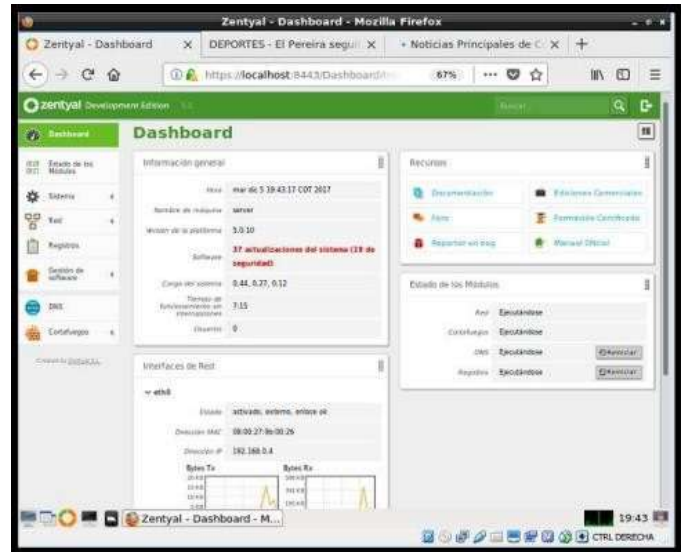 Zentyal - Dashboard - Mozilla Firefox
Zentyal - Dashboard
DEPORTES - El Pereira segui
Noticias Principales de C
https://localhost:8443/Dashboard/
67%
zentyal Development Edition
Buscar
Dashboard
Dashboard
Estado de los Módulos
Sistema
Red
Registros
Gestión de software
DNS
Cortafuegos
Created by Zentyal S.L.
Información general
Hora mar dic 5 19:43:17 COT 2017
Nombre de máquina server
Versión de la plataforma 5.0.10
Software 37 actualizaciones del sistema (19 de seguridad)
Carga del sistema 0.44, 0.27, 0.12
Tiempo de funcionamiento sin interrupciones 7:15
Usuarios 0
Interfaces de Red
eth0
Estado activado, externo, enlace ok
Dirección MAC 08:00:27:9b:00:26
Dirección IP 192.168.0.4
Bytes Tx
Bytes Rx
Recursos
Documentación
Ediciones Comerciales
Foro
Formación Certificada
Reportar un bug
Manual Oficial
Estado de los Módulos
Red Ejecutándose
Cortafuegos Ejecutándose
DNS Ejecutándose Reiniciar
Registros Ejecutándose Reiniciar
Zentyal - Dashboard - M...
19:43
CTRL DERECHA